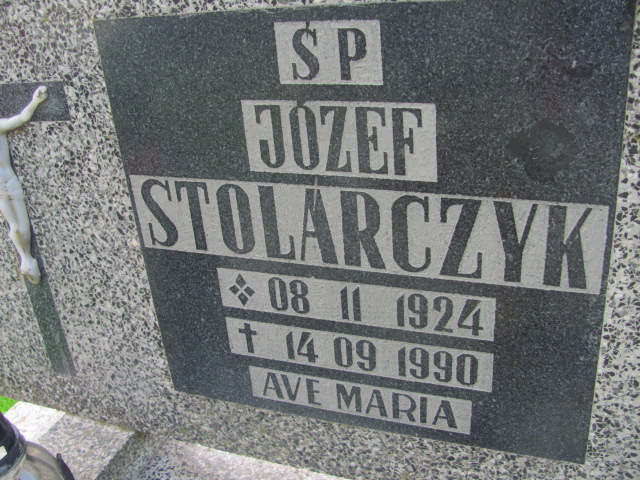 ŚP
JÓZEF
STOLARCZYK
08 11 1924
✝ 14 09 1990
AVE MARIA